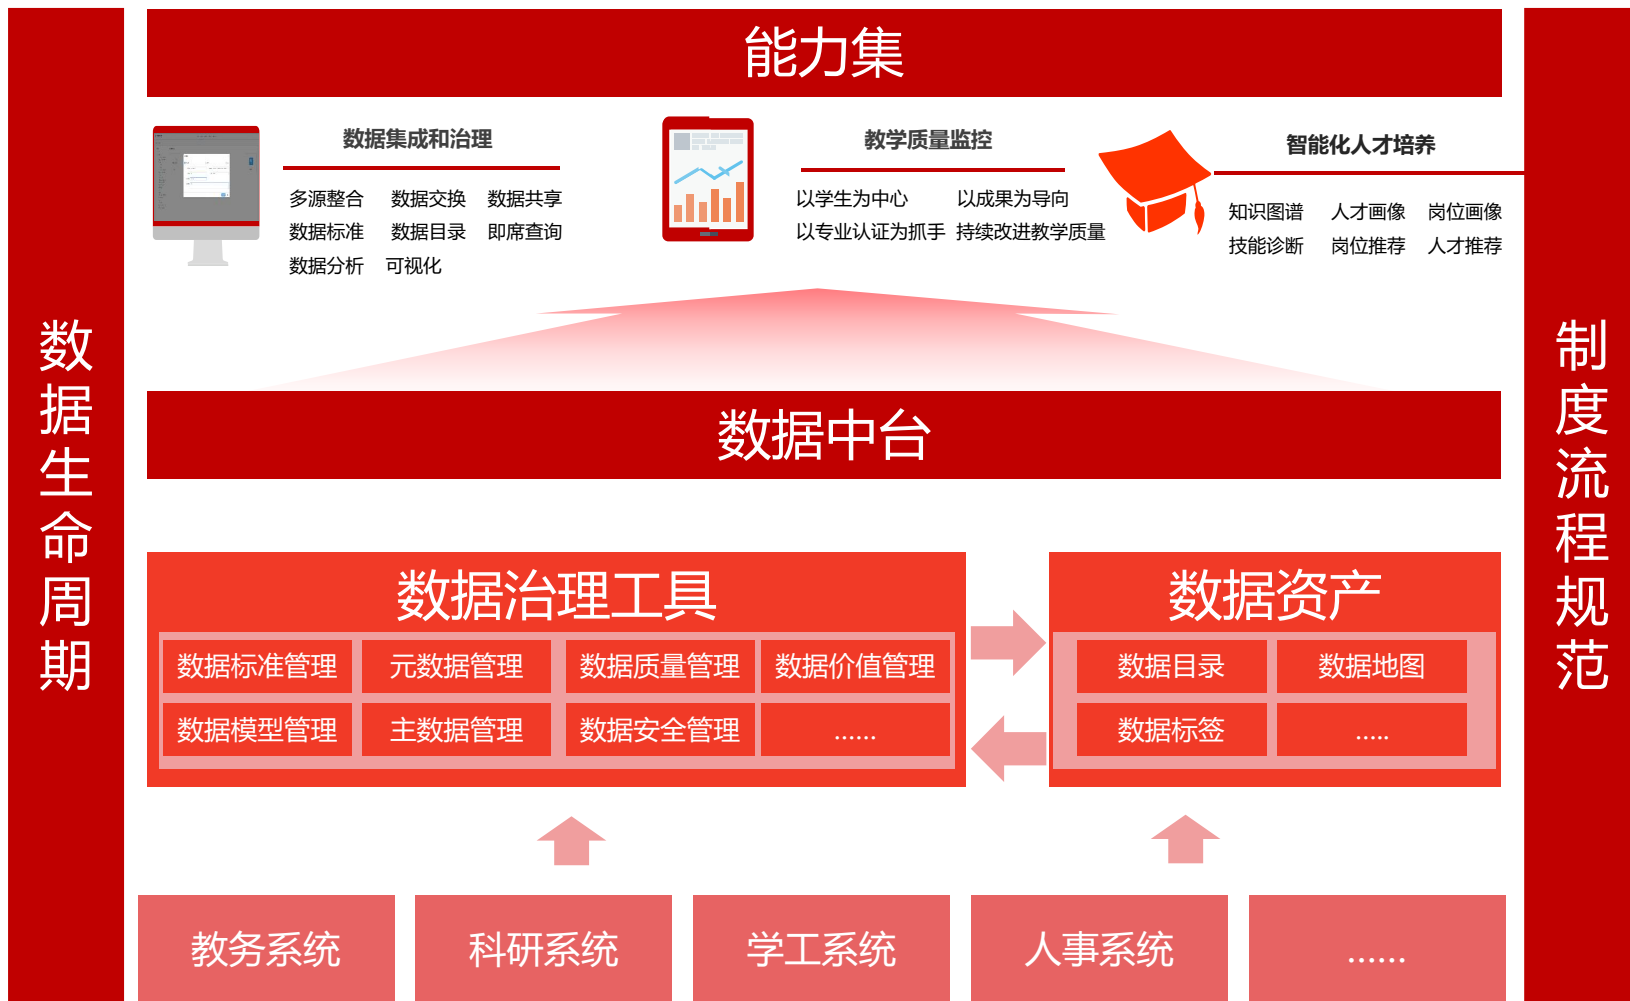 能力集
数据集成和治理
多源整合 数据交换 数据共享
数据标准 数据目录 即席查询
数据分析 可视化
教学质量监控
以学生为中心 以成果为导向
以专业认证为抓手 持续改进教学质量
智能化人才培养
知识图谱 人才画像 岗位画像
技能诊断 岗位推荐 人才推荐
数据生命周期
制度流程规范
数据中台
数据治理工具
数据标准管理 元数据管理 数据质量管理 数据价值管理
数据模型管理 主数据管理 数据安全管理 ......
数据资产
数据目录 数据地图
数据标签 .....
教务系统 科研系统 学工系统 人事系统 ......